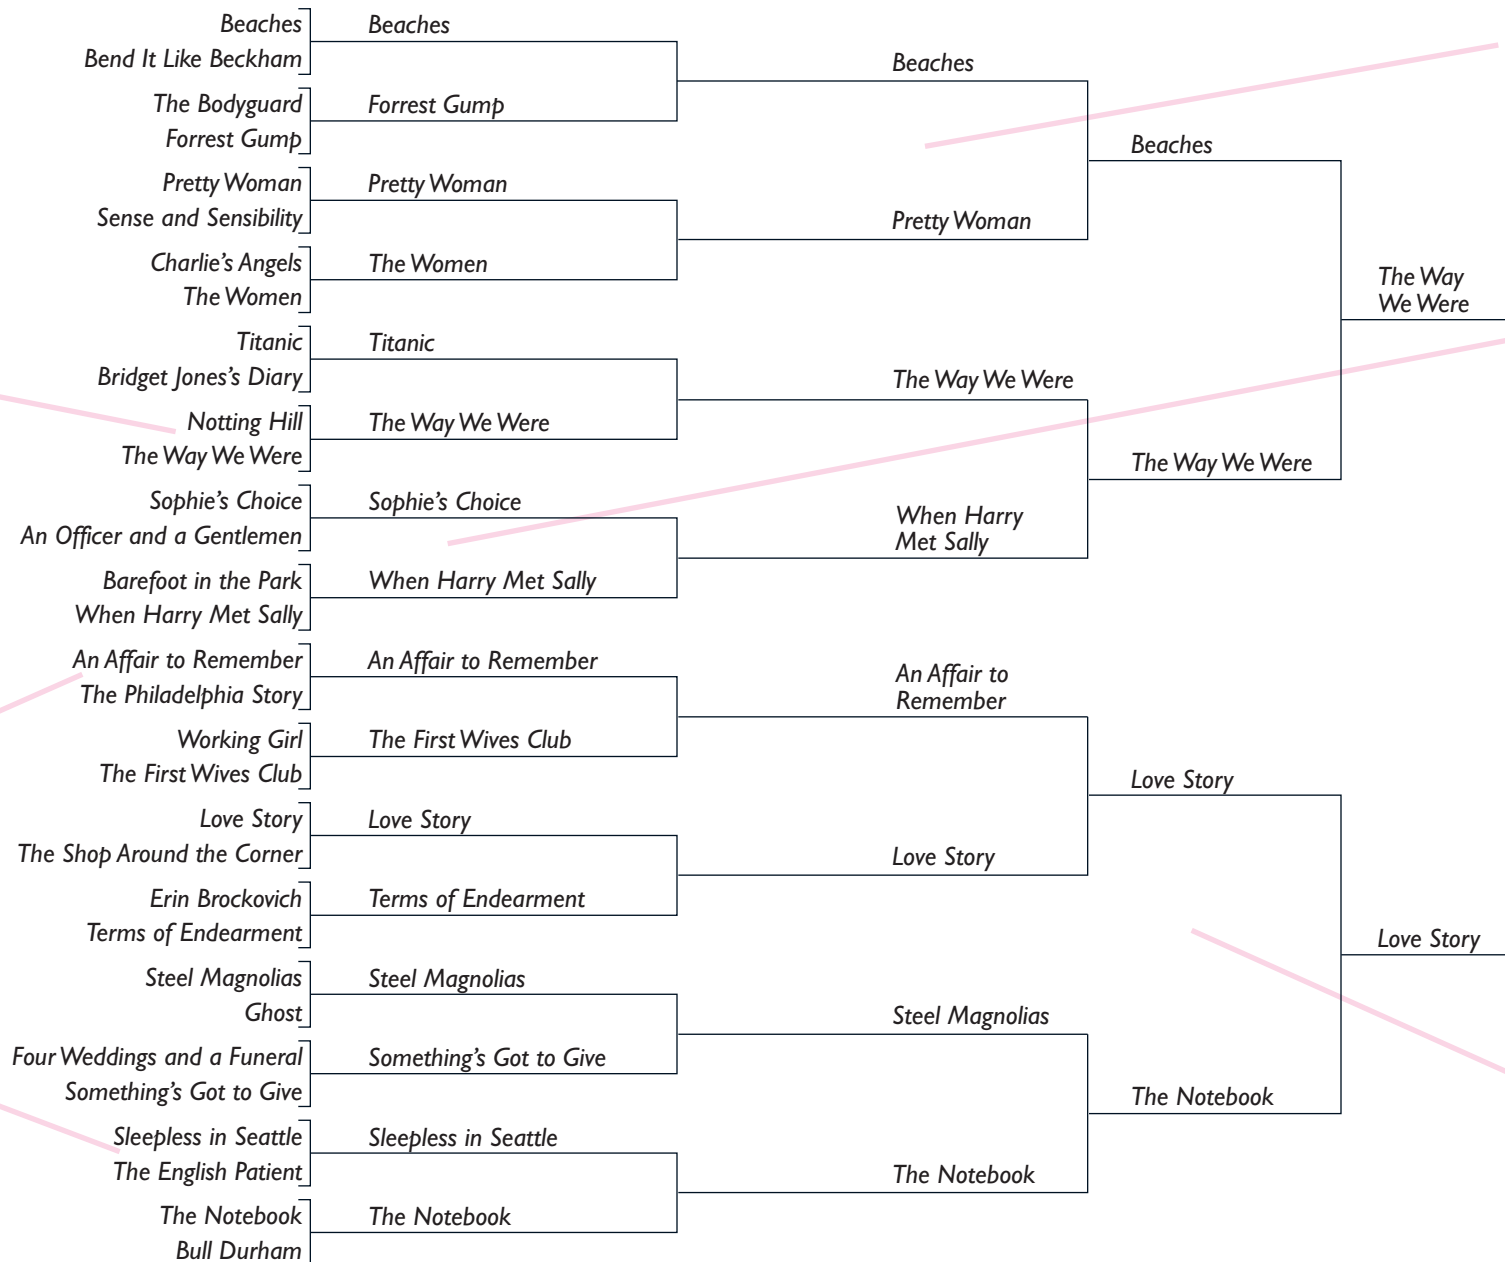 Beaches
Bend It Like Beckham
The Bodyguard
Forrest Gump
Pretty Woman
Sense and Sensibility
Charlie's Angels
The Women
Titanic
Bridget Jones's Diary
Notting Hill
The Way We Were
Sophie's Choice
An Officer and a Gentlemen
Barefoot in the Park
When Harry Met Sally
An Affair to Remember
The Philadelphia Story
Working Girl
The First Wives Club
Love Story
The Shop Around the Corner
Erin Brockovich
Terms of Endearment
Steel Magnolias
Ghost
Four Weddings and a Funeral
Something's Got to Give
Sleepless in Seattle
The English Patient
The Notebook
Bull Durham
Beaches
Forrest Gump
Pretty Woman
The Women
Titanic
The Way We Were
Sophie's Choice
When Harry Met Sally
An Affair to Remember
The First Wives Club
Love Story
Terms of Endearment
Steel Magnolias
Something's Got to Give
Sleepless in Seattle
The Notebook
Beaches
Pretty Woman
The Way We Were
When Harry
Met Sally
An Affair to
Remember
Love Story
Steel Magnolias
The Notebook
Beaches
The Way We Were
Love Story
The Notebook
The Way
We Were
Love Story